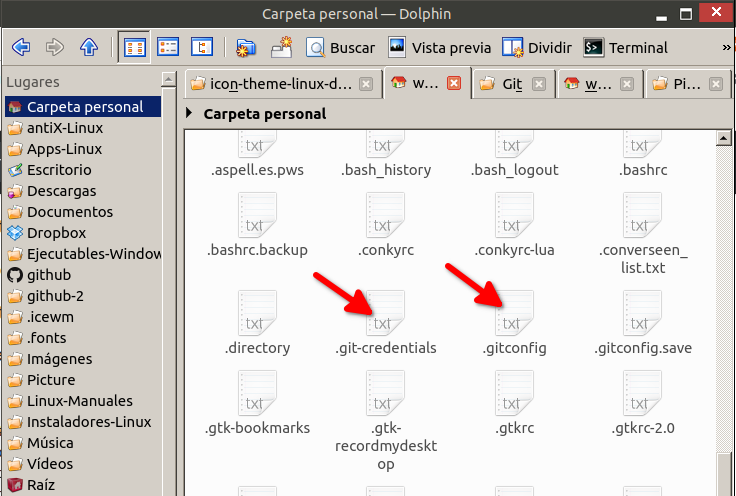 Carpeta personal — Dolphin
Buscar
Vista previa
Dividir
Terminal
»
Lugares
Carpeta personal
antiX-Linux
Apps-Linux
Escritorio
Descargas
Documentos
Dropbox
Ejecutables-Window
github
github-2
.icewm
.fonts
Imágenes
Picture
Linux-Manuales
Instaladores-Linux
Música
Vídeos
Raíz
icon-theme-linux-d...
w...
Git
w...
Pi...
Carpeta personal
txt
txt
txt
txt
.aspell.es.pws
.bash_history
.bash_logout
.bashrc
txt
txt
txt
txt
.bashrc.backup
.conkyrc
.conkyrc-lua
.converseen_
list.txt
txt
txt
txt
txt
.directory
.git-credentials
.gitconfig
.gitconfig.save
txt
txt
txt
txt
.gtk-bookmarks
.gtk-
recordmydeskt
op
.gtkrc
.gtkrc-2.0